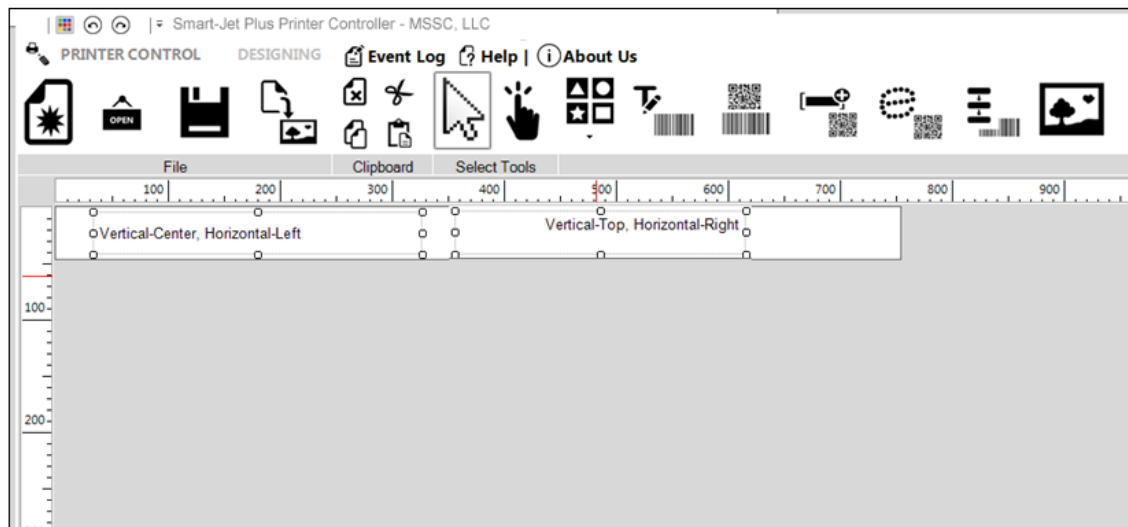 Smart-Jet Plus Printer Controller - MSSC, LLC
PRINTER CONTROL DESIGNING Event Log Help | About Us
OPEN
File Clipboard Select Tools
100 200 300 400 500 600 700 800 900
Vertical-Center, Horizontal-Left Vertical-Top, Horizontal-Right
100
200